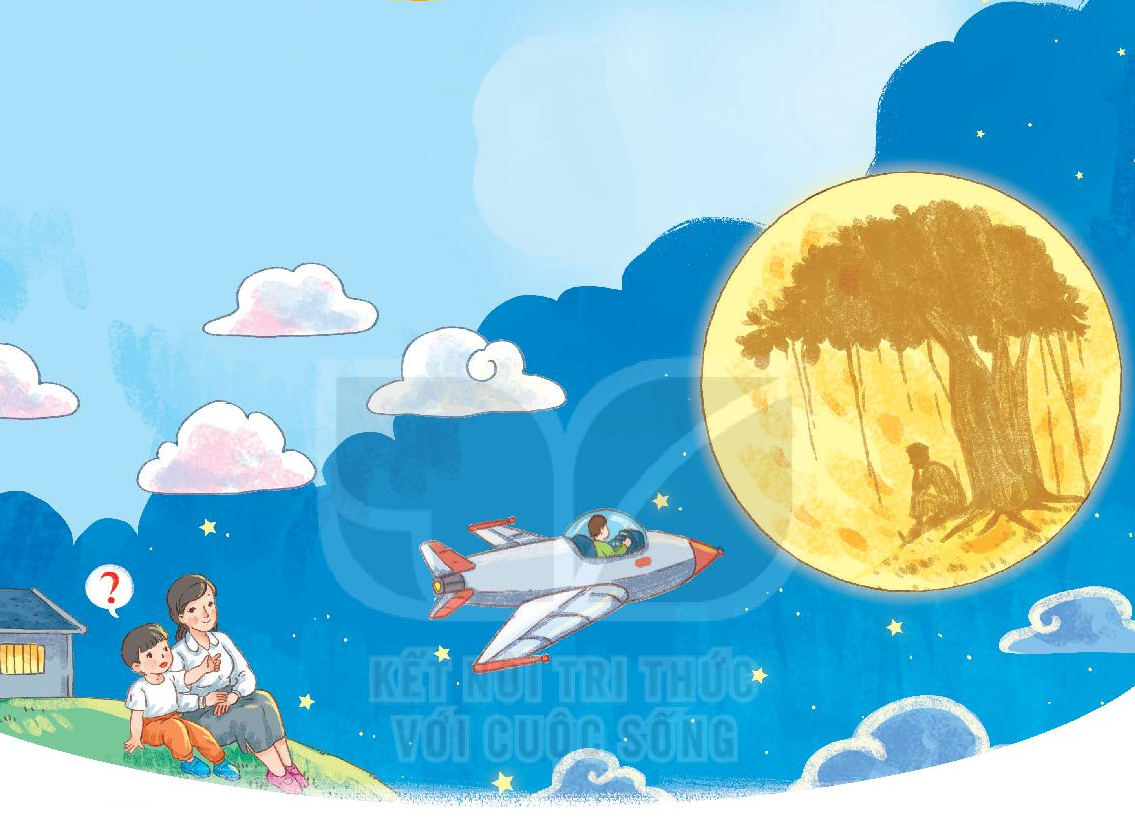 ?
KẾT NỐI TRI THỨC
VỚI CUỘC SỐNG